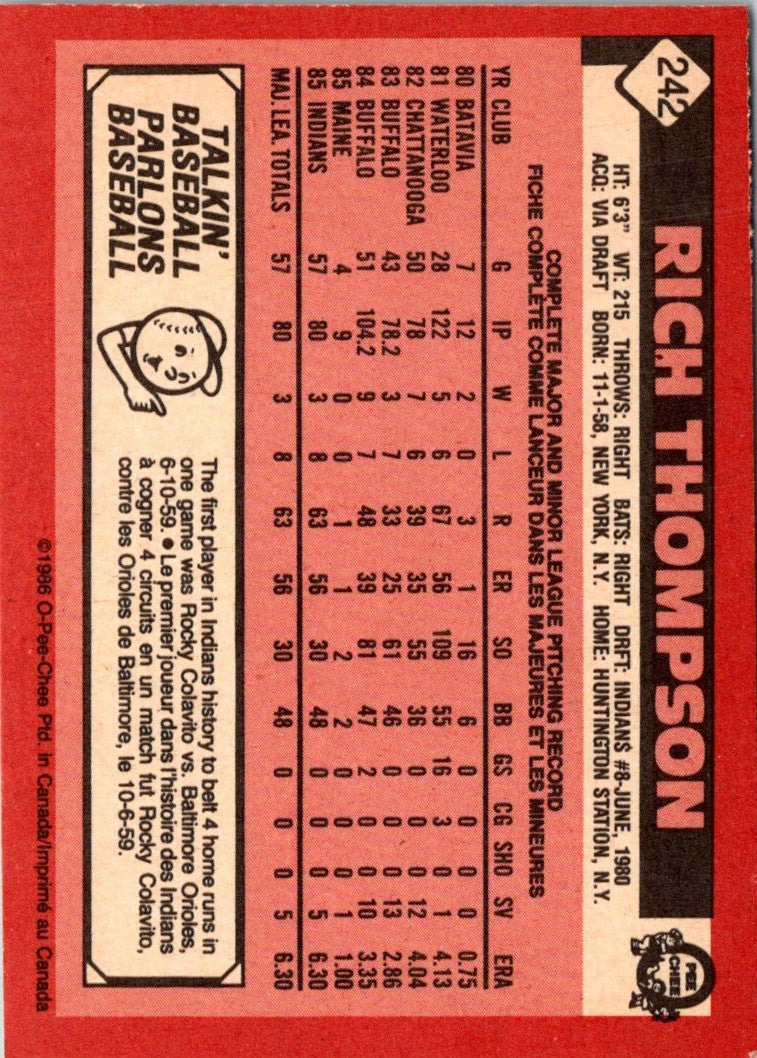 242
RICH THOMPSON
O
PEE
CHEE
HT: 6'3" WT: 215 THROWS: RIGHT BATS: RIGHT DRFT: INDIANS #8-JUNE, 1980
ACQ: VIA DRAFT BORN: 11-1-58, NEW YORK, N.Y. HOME: HUNTINGTON STATION, N.Y.
COMPLETE MAJOR AND MINOR LEAGUE PITCHING RECORD
FICHE COMPLÈTE COMME LANCEUR DANS LES MAJEURES ET LES MINEURES
YR CLUB G IP W L R ER SO BB GS CG SHO SV ERA
80 BATAVIA 7 12 2 0 3 1 16 6 0 0 0 0 0.75
81 WATERLOO 28 122 5 6 67 56 109 55 16 3 0 1 4.13
82 CHATTANOOGA 50 78 7 6 39 35 55 36 0 0 0 12 4.04
83 BUFFALO 43 78.2 3 7 33 25 61 46 0 0 0 13 2.86
84 BUFFALO 51 104.2 9 7 48 39 81 47 2 0 0 10 3.35
85 MAINE 4 9 0 0 1 1 2 2 0 0 0 1 1.00
85 INDIANS 57 80 3 8 63 56 30 48 0 0 0 5 6.30
MAJ. LEA. TOTALS 57 80 3 8 63 56 30 48 0 0 0 5 6.30
TALKIN'
BASEBALL
PARLONS
BASEBALL
The first player in Indians history to belt 4 home runs in
one game was Rocky Colavito vs. Baltimore Orioles,
6-10-59. • Le premier joueur dans l'histoire des Indians
à cogner 4 circuits en un match fut Rocky Colavito,
contre les Orioles de Baltimore, le 10-6-59.
©1986 O-Pee-Chee Ptd. in Canada/Imprimé au Canada